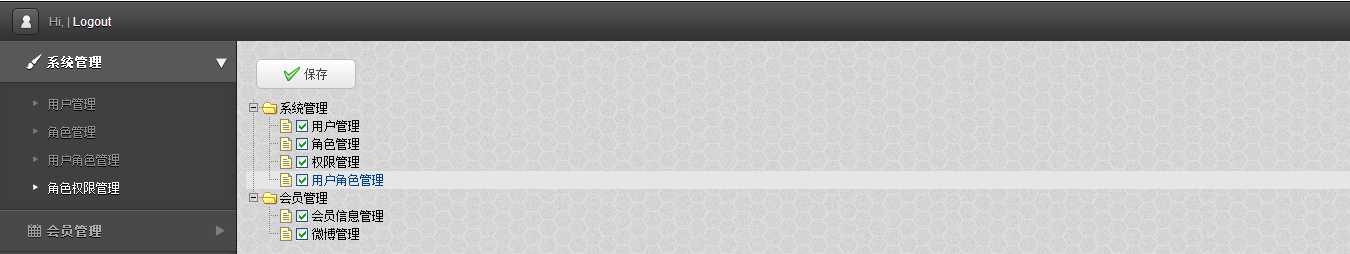 Hi, | Logout
系统管理
用户管理
角色管理
用户角色管理
角色权限管理
会员管理
保存
系统管理
用户管理
角色管理
权限管理
用户角色管理
会员管理
会员信息管理
微博管理